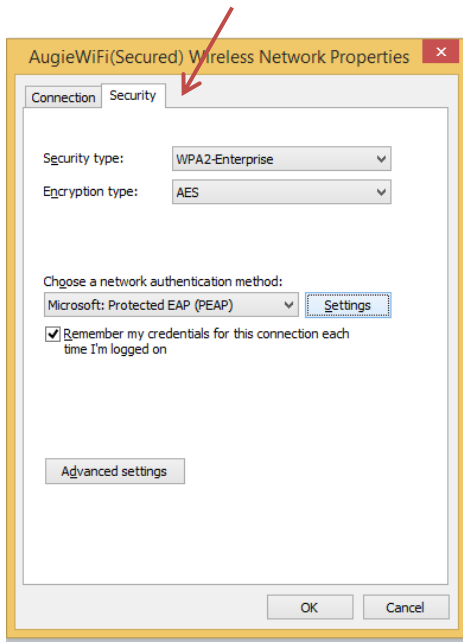 AugieWiFi(Secured) Wireless Network Properties
Connection Security
Security type: WPA2-Enterprise
Encryption type: AES
Choose a network authentication method:
Microsoft: Protected EAP (PEAP) Settings
Remember my credentials for this connection each
time I'm logged on
Advanced settings
OK Cancel